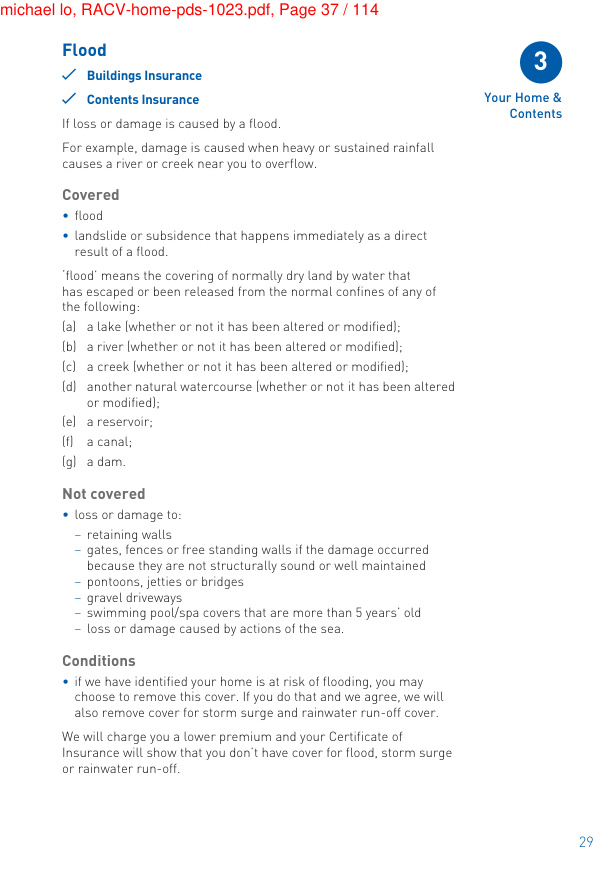 michael lo, RACV-home-pds-1023.pdf, Page 37 / 114
Flood
✓ Buildings Insurance
✓ Contents Insurance
3
Your Home &
Contents
If loss or damage is caused by a flood.
For example, damage is caused when heavy or sustained rainfall
causes a river or creek near you to overflow.
Covered
• flood
• landslide or subsidence that happens immediately as a direct
result of a flood.
‘flood’ means the covering of normally dry land by water that
has escaped or been released from the normal confines of any of
the following:
(a) a lake (whether or not it has been altered or modified);
(b) a river (whether or not it has been altered or modified);
(c) a creek (whether or not it has been altered or modified);
(d) another natural watercourse (whether or not it has been altered
or modified);
(e) a reservoir;
(f) a canal;
(g) a dam.
Not covered
• loss or damage to:
– retaining walls
– gates, fences or free standing walls if the damage occurred
because they are not structurally sound or well maintained
– pontoons, jetties or bridges
– gravel driveways
– swimming pool/spa covers that are more than 5 years’ old
– loss or damage caused by actions of the sea.
Conditions
• if we have identified your home is at risk of flooding, you may
choose to remove this cover. If you do that and we agree, we will
also remove cover for storm surge and rainwater run-off cover.
We will charge you a lower premium and your Certificate of
Insurance will show that you don’t have cover for flood, storm surge
or rainwater run-off.
29